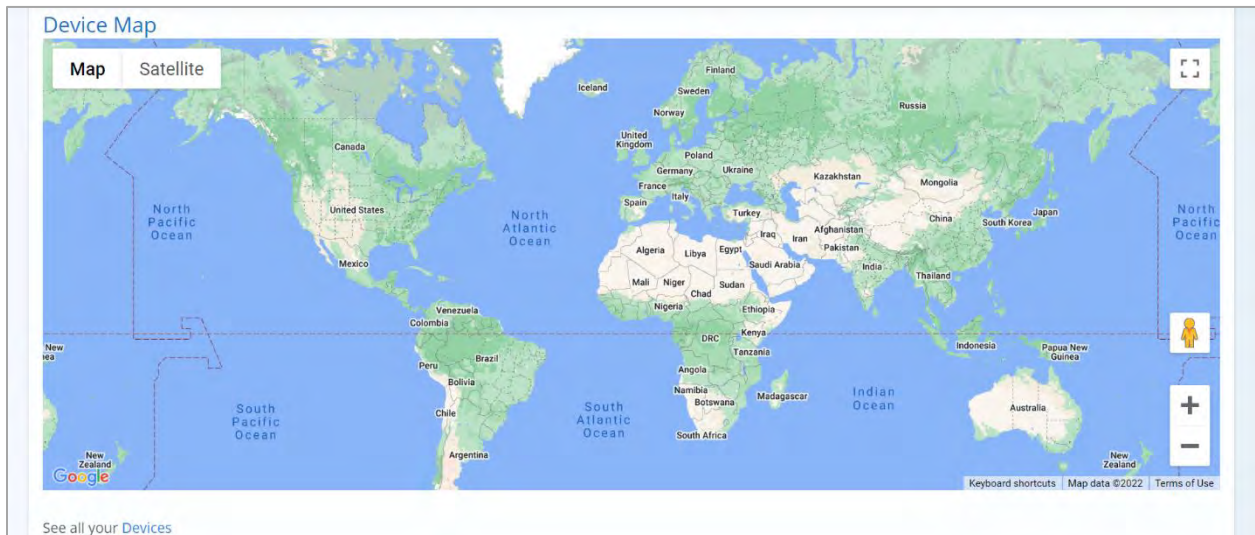 Device Map
Map
Satellite
Iceland
Finland
Sweden
Norway
Russia
United
Kingdom
Canada
Poland
Germany
Ukraine
France
Kazakhstan
Mongolia
Italy
Spain
North
Pacific
Ocean
United States
North
Atlantic
Ocean
Turkey
China
South Korea
Japan
North
Pacific
Ocean
Iraq
Iran
Afghanistan
Pakistan
Algeria
Libya
Egypt
Mexico
Saudi Arabia
India
Thailand
Mali
Niger
Chad
Sudan
Nigeria
Ethiopia
Venezuela
Colombia
DRC
Kenya
Tanzania
Indonesia
Papua New
Guinea
New
nea
Peru
Brazil
Angola
Bolivia
Namibia
Botswana
Madagascar
Indian
Ocean
South
Pacific
Ocean
Chile
South
Atlantic
Ocean
Australia
South Africa
Argentina
New
Zealand
New
Zealand
Google
Keyboard shortcuts
Map data ©2022
Terms of Use
See all your Devices